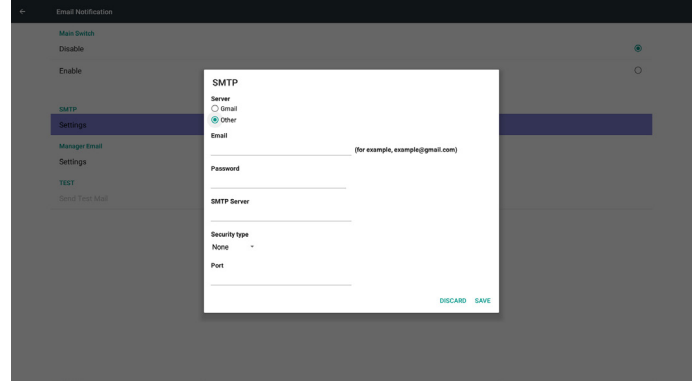 Email Notification
Main Switch
Disable
Enable
SMTP
Settings
Manager Email
Settings
TEST
Send Test Mail
SMTP
Server
Gmail
Other
Email
(for example, example@gmail.com)
Password
SMTP Server
Security type
None
Port
DISCARD SAVE